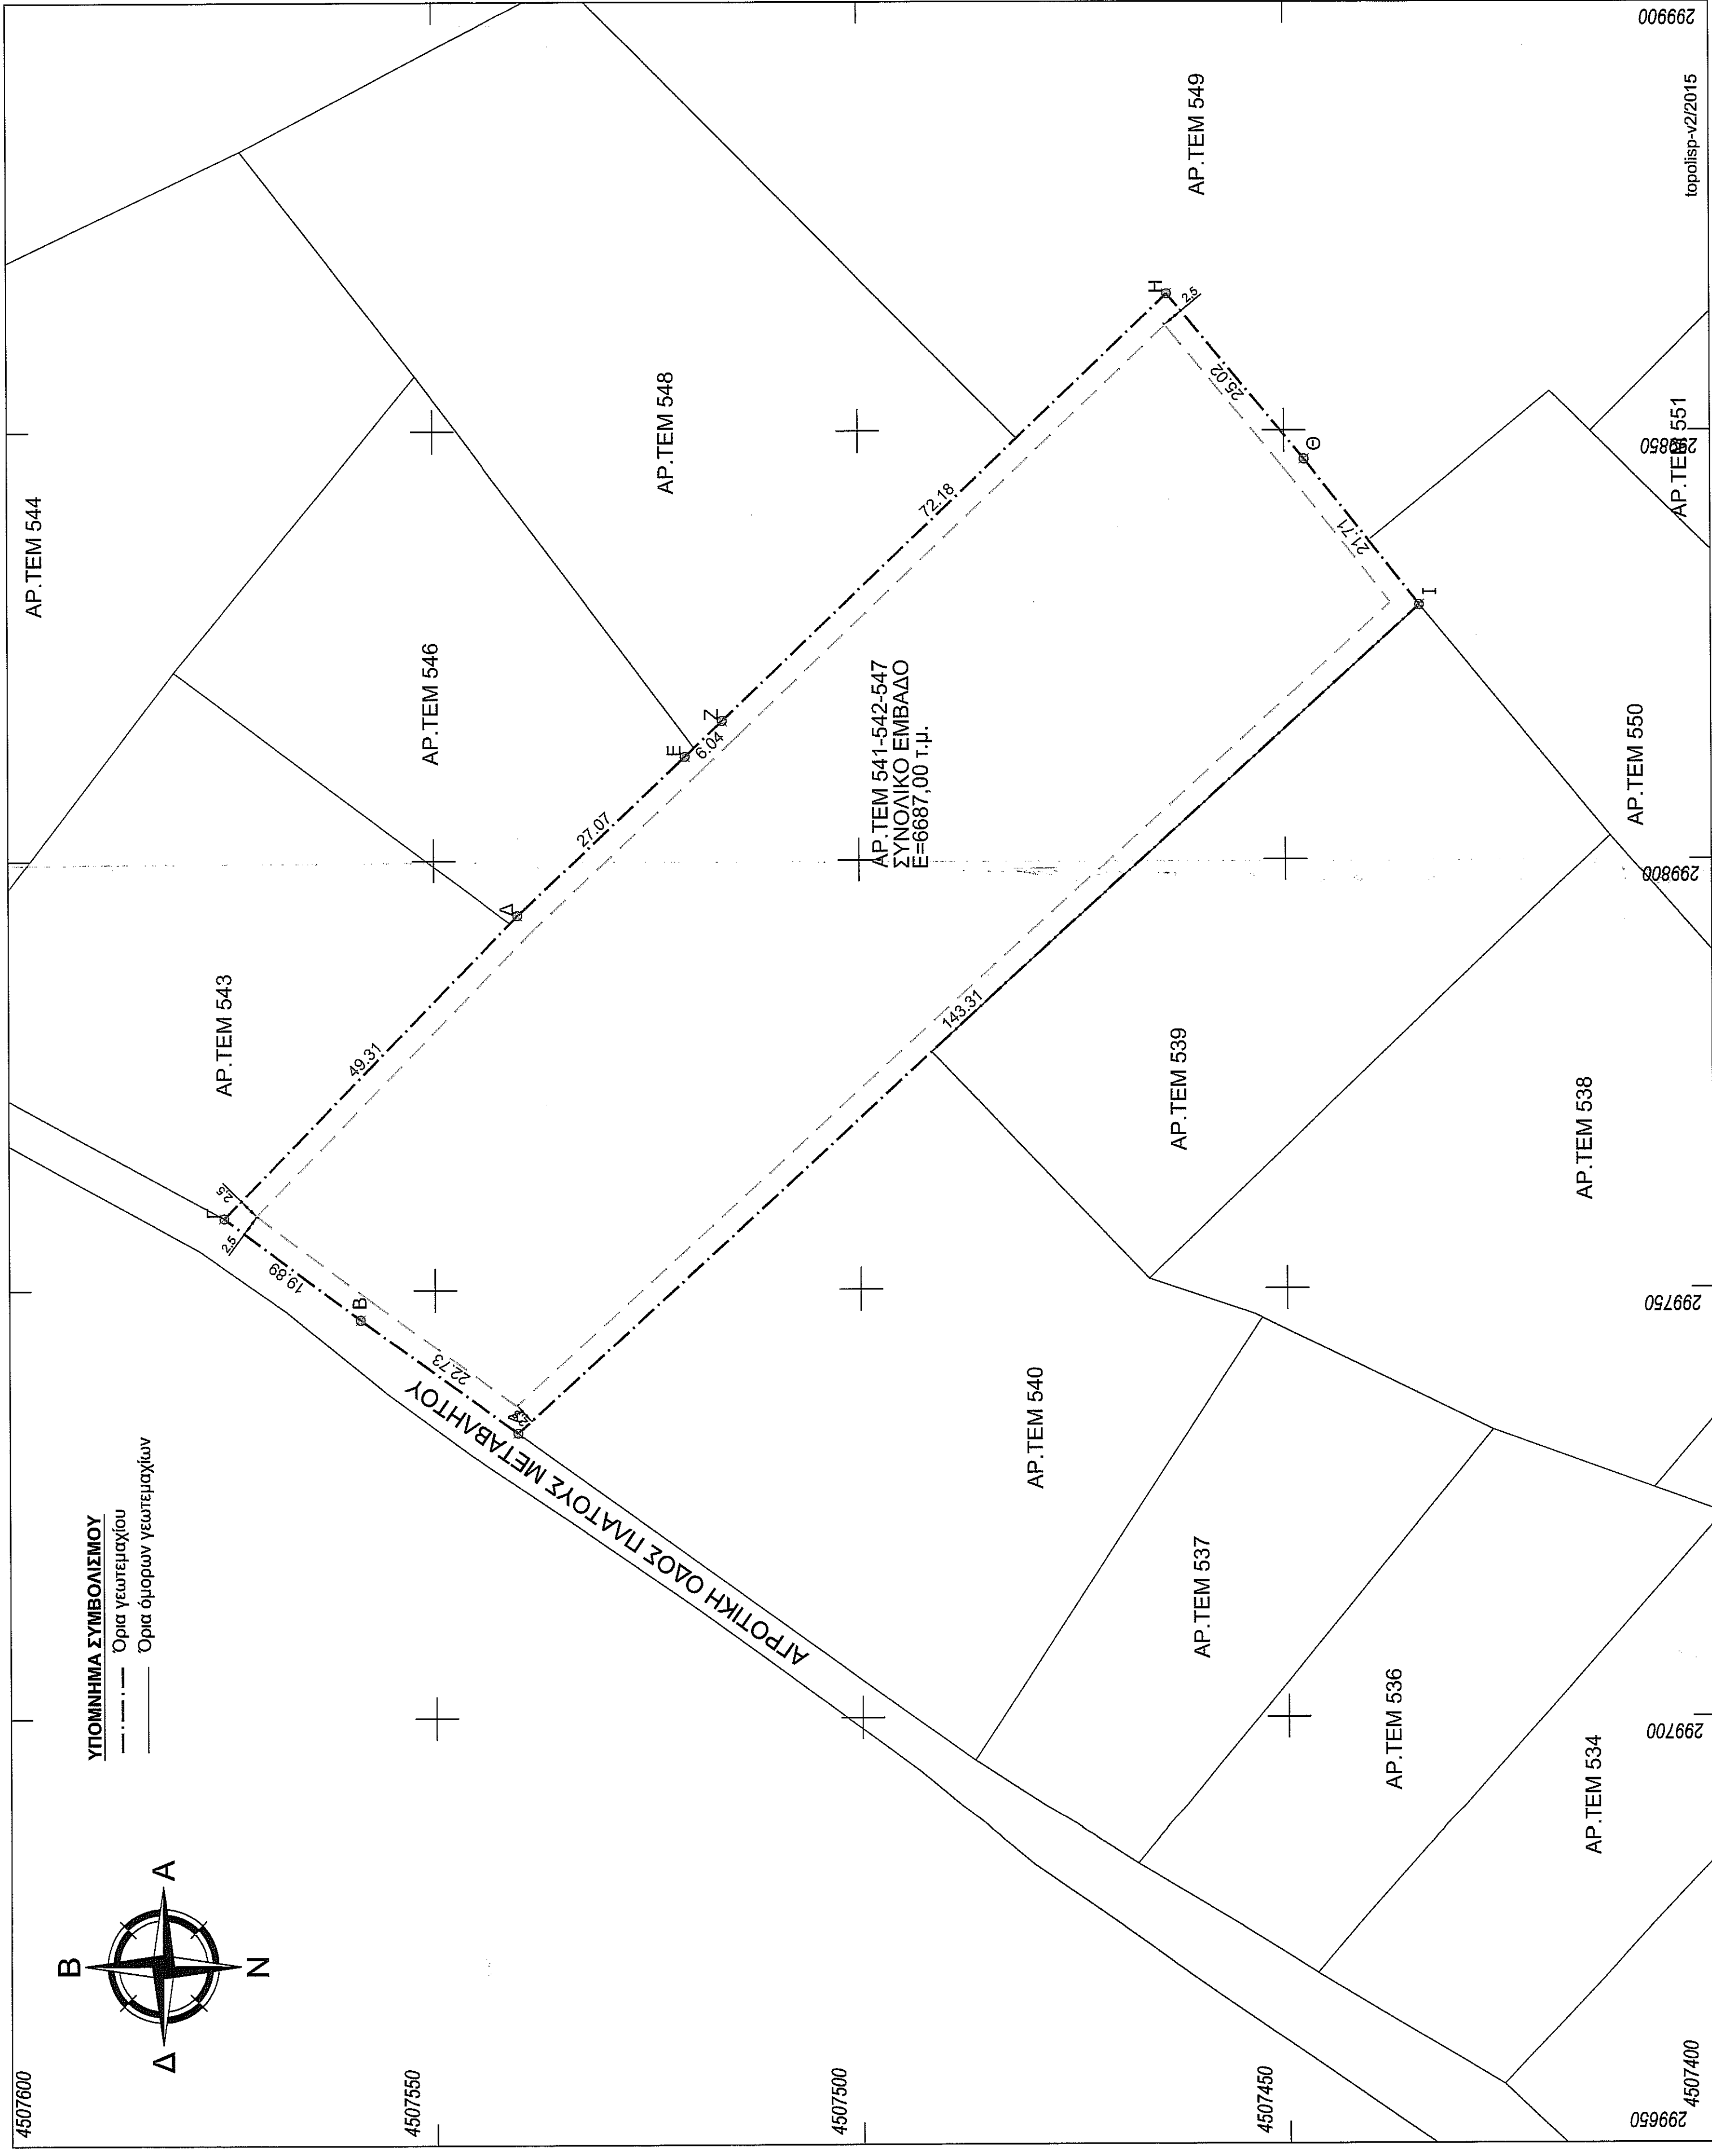 4507600
4507550
4507500
4507450
4507400
299650
299700
299750
299800
299850
299900
Β
Δ
Α
Ν
ΥΠΟΜΝΗΜΑ ΣΥΜΒΟΛΙΣΜΟΥ
Όρια γεωτεμαχίου
Όρια όμορων γεωτεμαχίων
ΑΓΡΟΤΙΚΗ ΟΔΟΣ ΠΛΑΤΟΥΣ ΜΕΤΑΒΛΗΤΟΥ
ΑΡ.ΤΕΜ 544
ΑΡ.ΤΕΜ 543
ΑΡ.ΤΕΜ 546
ΑΡ.ΤΕΜ 548
ΑΡ.ΤΕΜ 549
ΑΡ.ΤΕΜ 541-542-547
ΣΥΝΟΛΙΚΟ ΕΜΒΑΔΟ
Ε=6687,00 τ.μ.
ΑΡ.ΤΕΜ 540
ΑΡ.ΤΕΜ 539
ΑΡ.ΤΕΜ 538
ΑΡ.ΤΕΜ 537
ΑΡ.ΤΕΜ 536
ΑΡ.ΤΕΜ 534
ΑΡ.ΤΕΜ 550
ΑΡ.ΤΕΜ 551
Β
Γ
Δ
Ε
Ζ
Η
Θ
Ι
22.73
19.89
49.31
27.07
6.04
72.18
25.02
21.71
143.31
2.5
2.5
2.5
topolisp-v2/2015